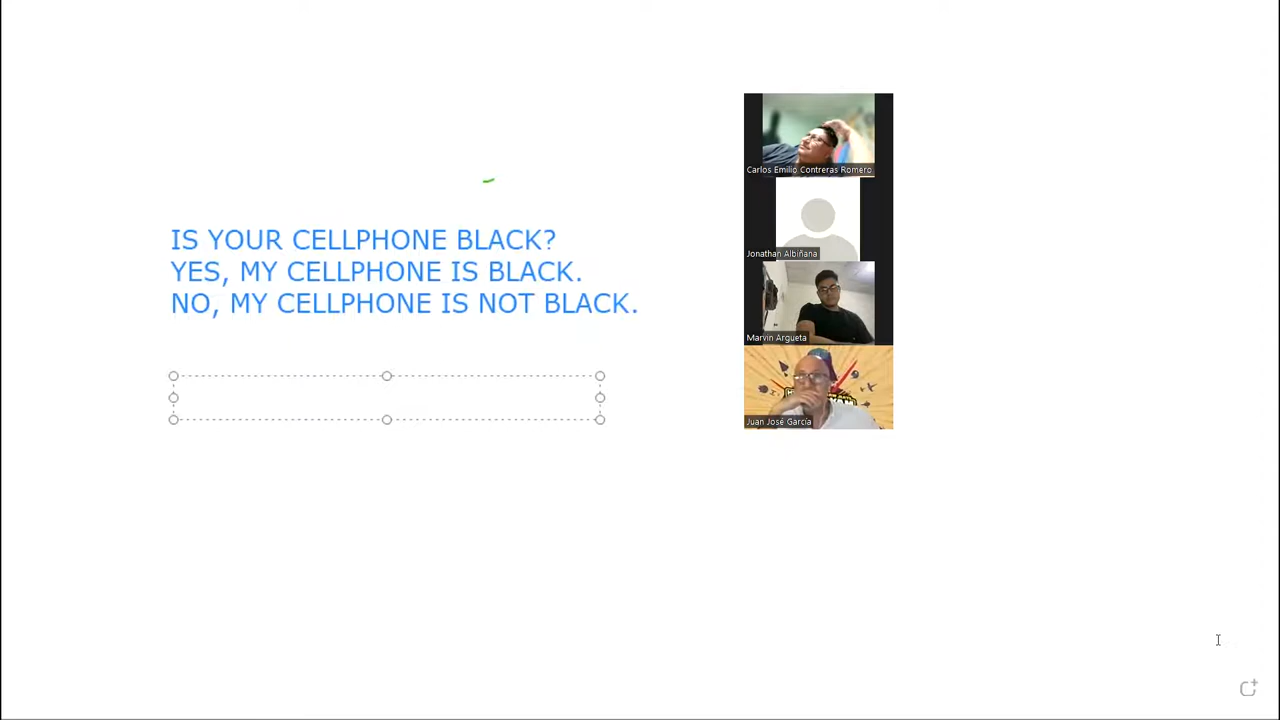 IS YOUR CELLPHONE BLACK?
YES, MY CELLPHONE IS BLACK.
NO, MY CELLPHONE IS NOT BLACK.
Carlos Emilio Contreras Romero
Jonathan Albiñana
Marvin Argueta
Juan José García